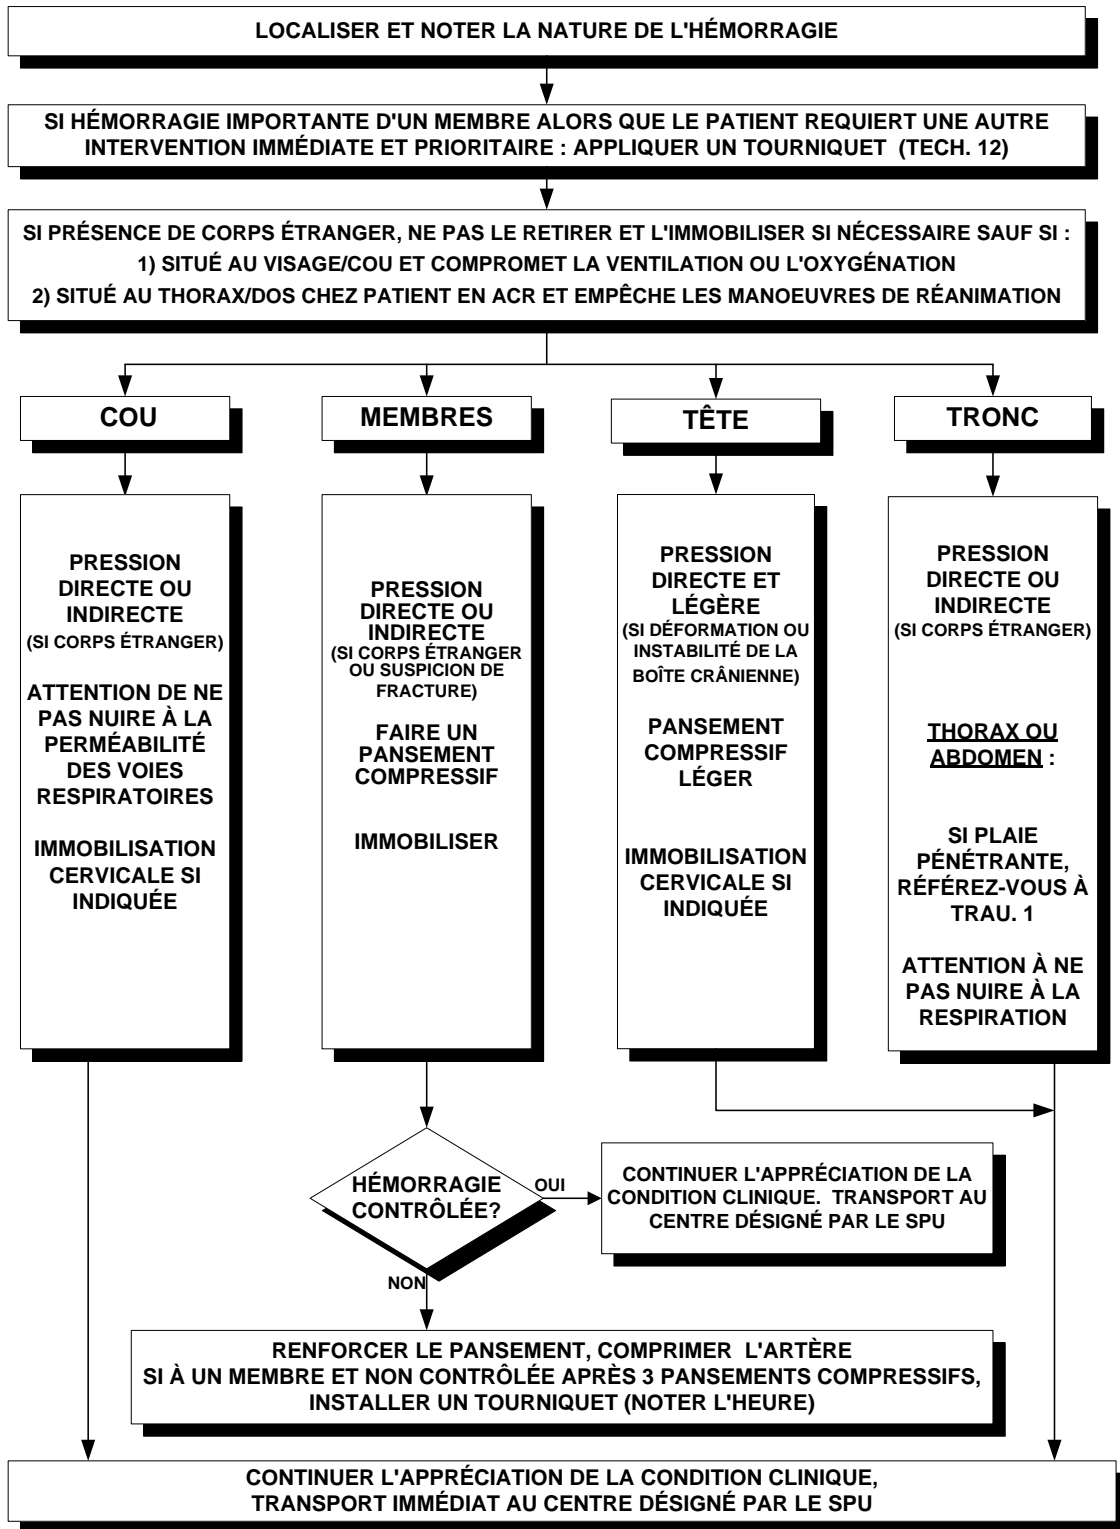 LOCALISER ET NOTER LA NATURE DE L'HÉMORRAGIE
SI HÉMORRAGIE IMPORTANTE D'UN MEMBRE ALORS QUE LE PATIENT REQUIERT UNE AUTRE
INTERVENTION IMMÉDIATE ET PRIORITAIRE : APPLIQUER UN TOURNIQUET (TECH. 12)
SI PRÉSENCE DE CORPS ÉTRANGER, NE PAS LE RETIRER ET L'IMMOBILISER SI NÉCESSAIRE SAUF SI :
1) SITUÉ AU VISAGE/COU ET COMPROMET LA VENTILATION OU L'OXYGÉNATION
2) SITUÉ AU THORAX/DOS CHEZ PATIENT EN ACR ET EMPÊCHE LES MANOEUVRES DE RÉANIMATION
COU
PRESSION
DIRECTE OU
INDIRECTE
(SI CORPS ÉTRANGER)
ATTENTION DE NE
PAS NUIRE À LA
PERMÉABILITÉ
DES VOIES
RESPIRATOIRES
IMMOBILISATION
CERVICALE SI
INDIQUÉE
MEMBRES
PRESSION
DIRECTE OU
INDIRECTE
(SI CORPS ÉTRANGER
OU SUSPICION DE
FRACTURE)
FAIRE UN
PANSEMENT
COMPRESSIF
IMMOBILISER
TÊTE
PRESSION
DIRECTE ET
LÉGÈRE
(SI DÉFORMATION OU
INSTABILITÉ DE LA
BOÎTE CRÂNIENNE)
PANSEMENT
COMPRESSIF
LÉGER
IMMOBILISATION
CERVICALE SI
INDIQUÉE
TRONC
PRESSION
DIRECTE OU
INDIRECTE
(SI CORPS ÉTRANGER)
THORAX OU
ABDOMEN :
SI PLAIE
PÉNÉTRANTE,
RÉFÉREZ-VOUS À
TRAU. 1
ATTENTION À NE
PAS NUIRE À LA
RESPIRATION
HÉMORRAGIE
CONTRÔLÉE?
OUI
CONTINUER L'APPRÉCIATION DE LA
CONDITION CLINIQUE. TRANSPORT AU
CENTRE DÉSIGNÉ PAR LE SPU
NON
RENFORCER LE PANSEMENT, COMPRIMER L'ARTÈRE
SI À UN MEMBRE ET NON CONTRÔLÉE APRÈS 3 PANSEMENTS COMPRESSIFS,
INSTALLER UN TOURNIQUET (NOTER L'HEURE)
CONTINUER L'APPRÉCIATION DE LA CONDITION CLINIQUE,
TRANSPORT IMMÉDIAT AU CENTRE DÉSIGNÉ PAR LE SPU